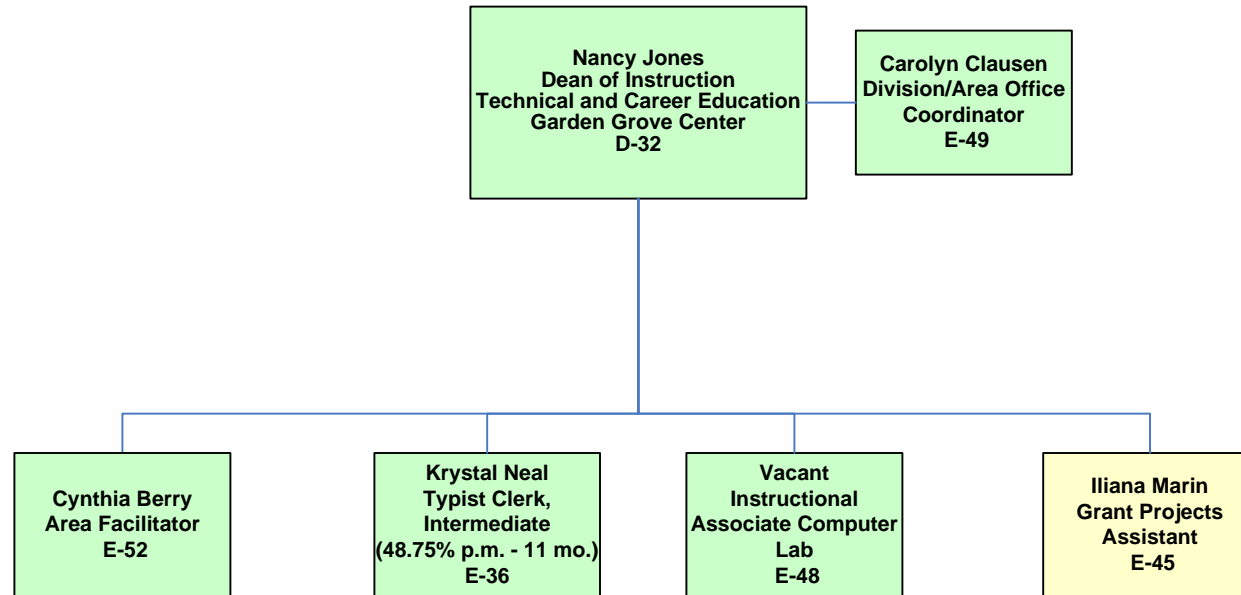 Nancy Jones
Dean of Instruction
Technical and Career Education
Garden Grove Center
D-32
Carolyn Clausen
Division/Area Office
Coordinator
E-49
Cynthia Berry
Area Facilitator
E-52
Krystal Neal
Typist Clerk,
Intermediate
(48.75% p.m. - 11 mo.)
E-36
Vacant
Instructional
Associate Computer
Lab
E-48
Iliana Marin
Grant Projects
Assistant
E-45